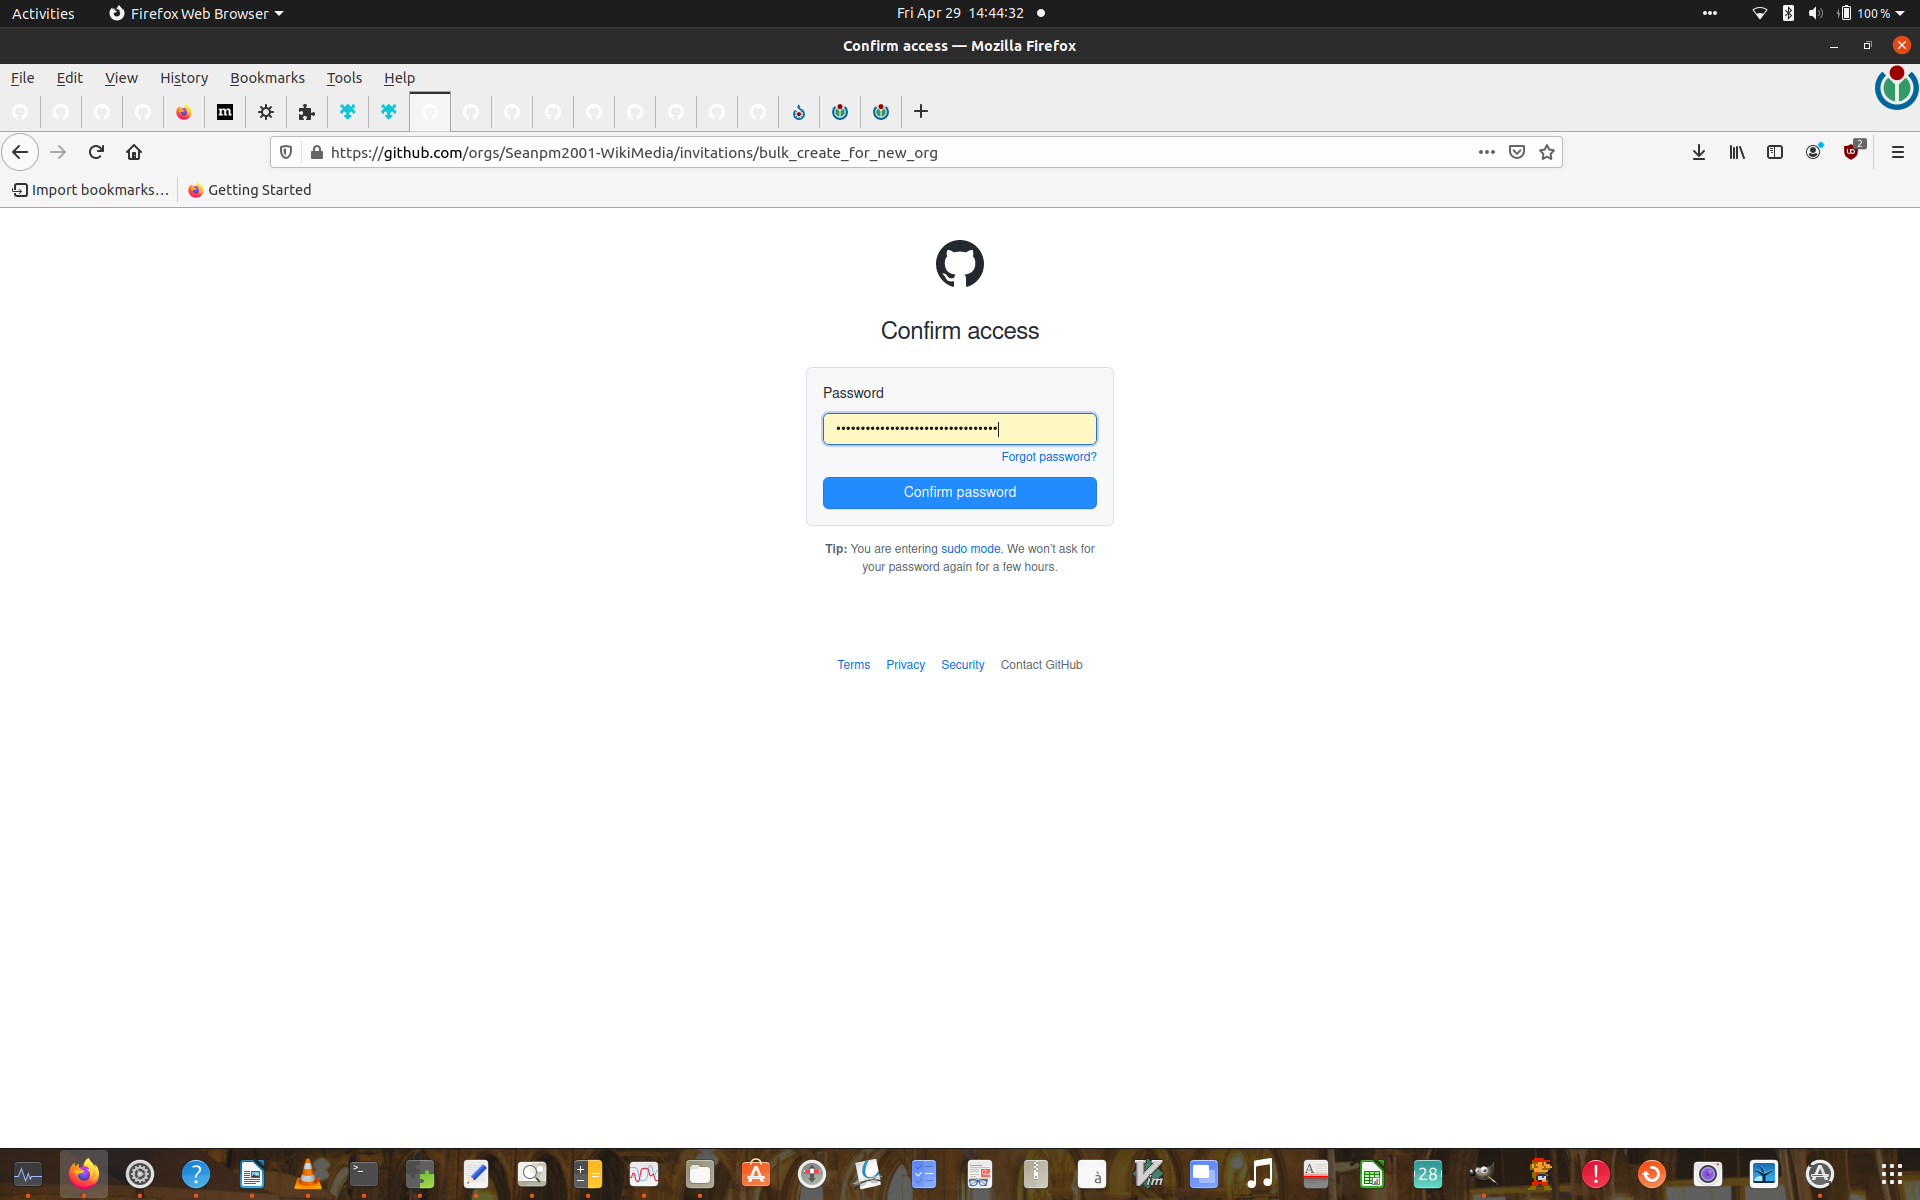 Activities Firefox Web Browser Fri Apr 29 14:44:32 100 %
Confirm access — Mozilla Firefox
File Edit View History Bookmarks Tools Help
m
https://github.com/orgs/Seanpm2001-WikiMedia/invitations/bulk_create_for_new_org 2
Import bookmarks... Getting Started
Confirm access
Password
•••••••••••••••••••••••••••••••••
Forgot password?
Confirm password
Tip: You are entering sudo mode. We won't ask for
your password again for a few hours.
Terms Privacy Security Contact GitHub
? >_ à Vim A 28 !